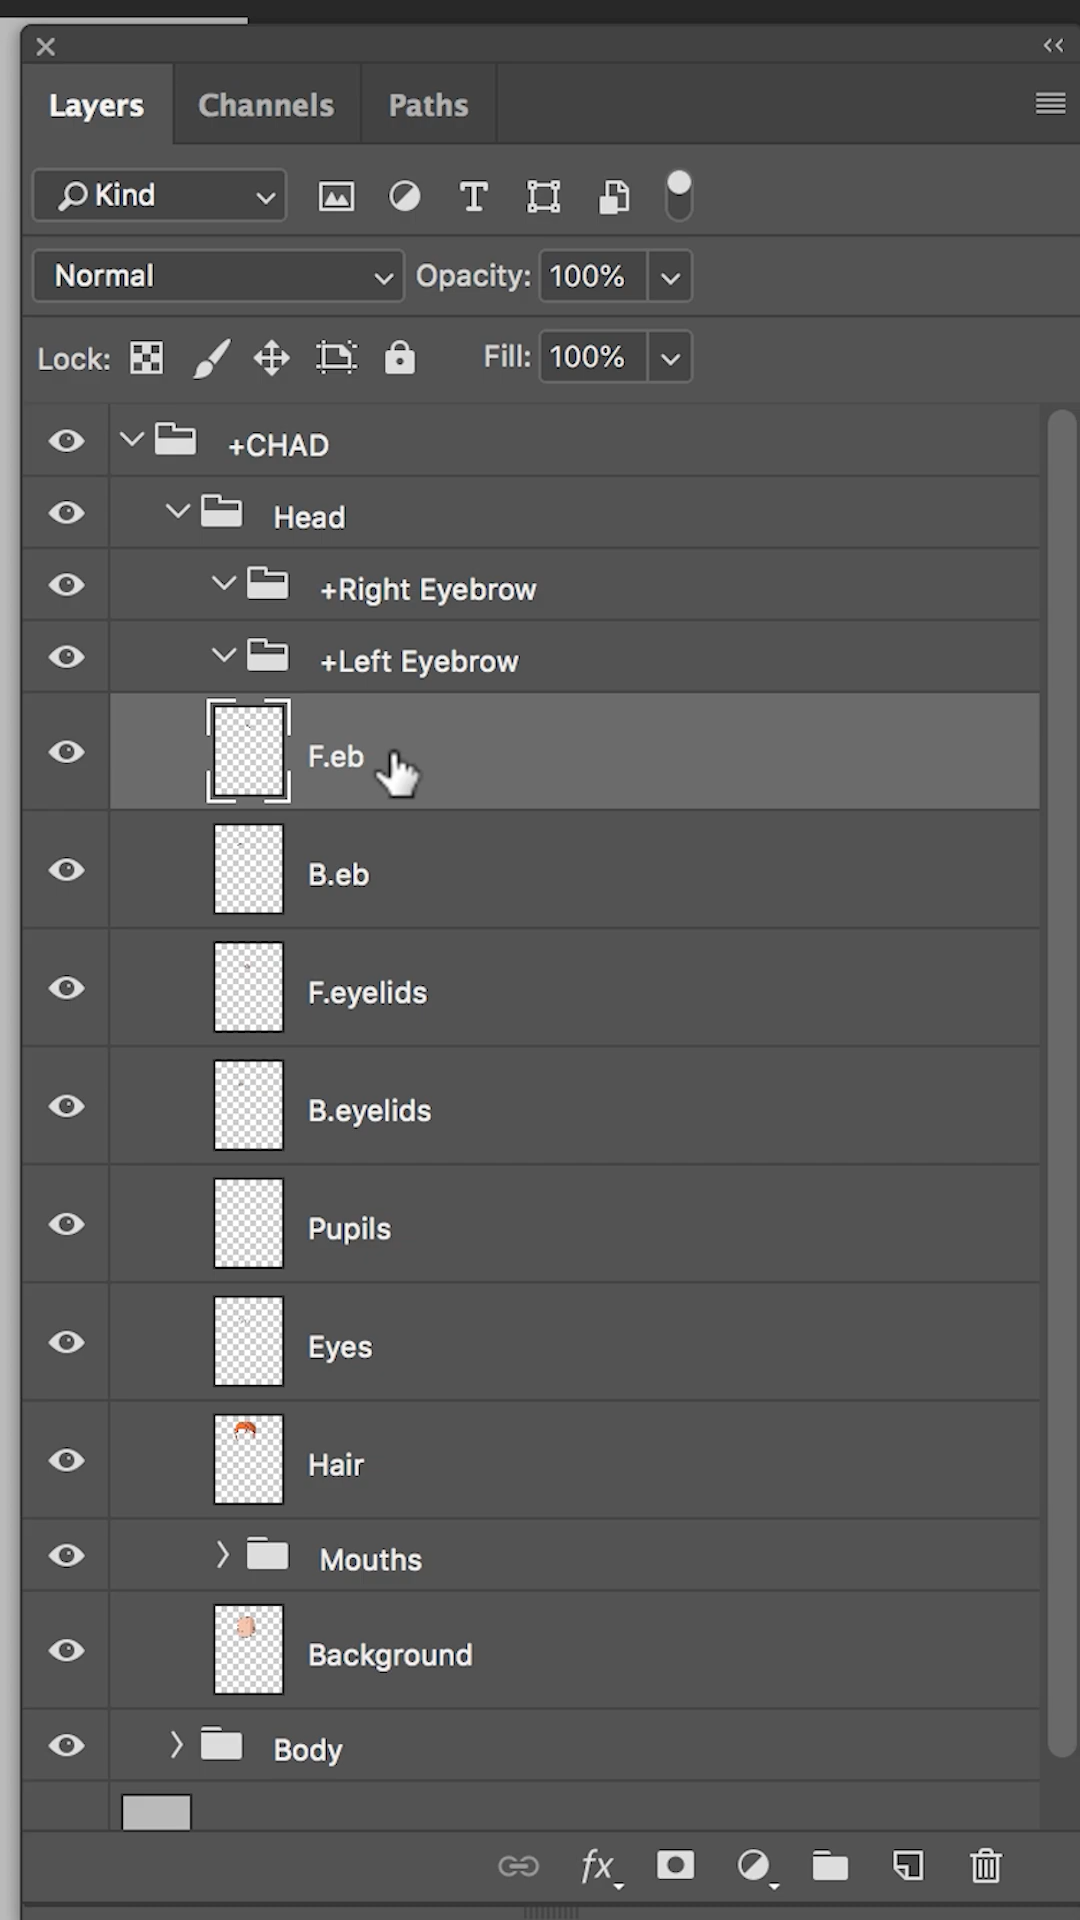 Layers Channels Paths
Kind
Normal Opacity: 100%
Lock: Fill: 100%
+CHAD
Head
+Right Eyebrow
+Left Eyebrow
F.eb
B.eb
F.eyelids
B.eyelids
Pupils
Eyes
Hair
Mouths
Background
Body
fx